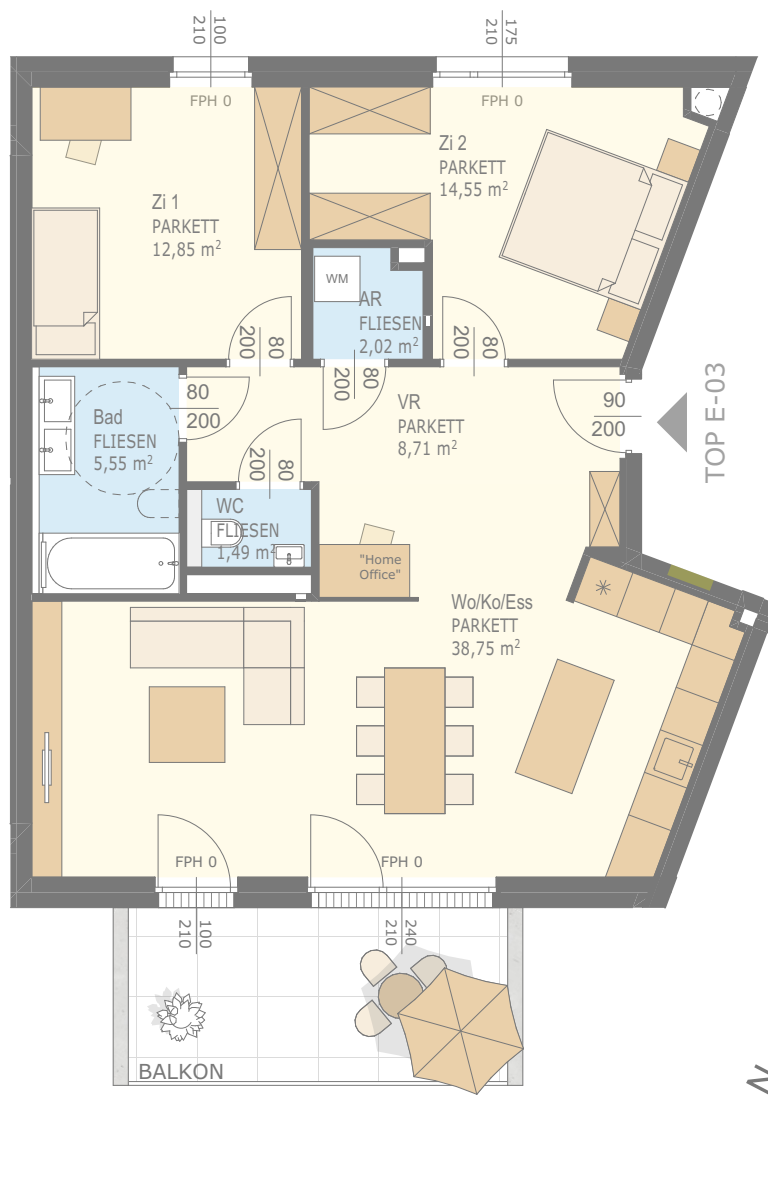 100
210
175
210
FPH 0
FPH 0
Zi 1
PARKETT
12,85 m²
Zi 2
PARKETT
14,55 m²
WM
AR
FLIESEN
2,02 m²
80
200
80
200
80
200
Bad
FLIESEN
5,55 m²
80
200
VR
PARKETT
8,71 m²
90
200
TOP E-03
80
200
WC
FLIESEN
1,49 m²
"Home
Office"
Wo/Ko/Ess
PARKETT
38,75 m²
FPH 0
FPH 0
100
210
240
210
BALKON
N